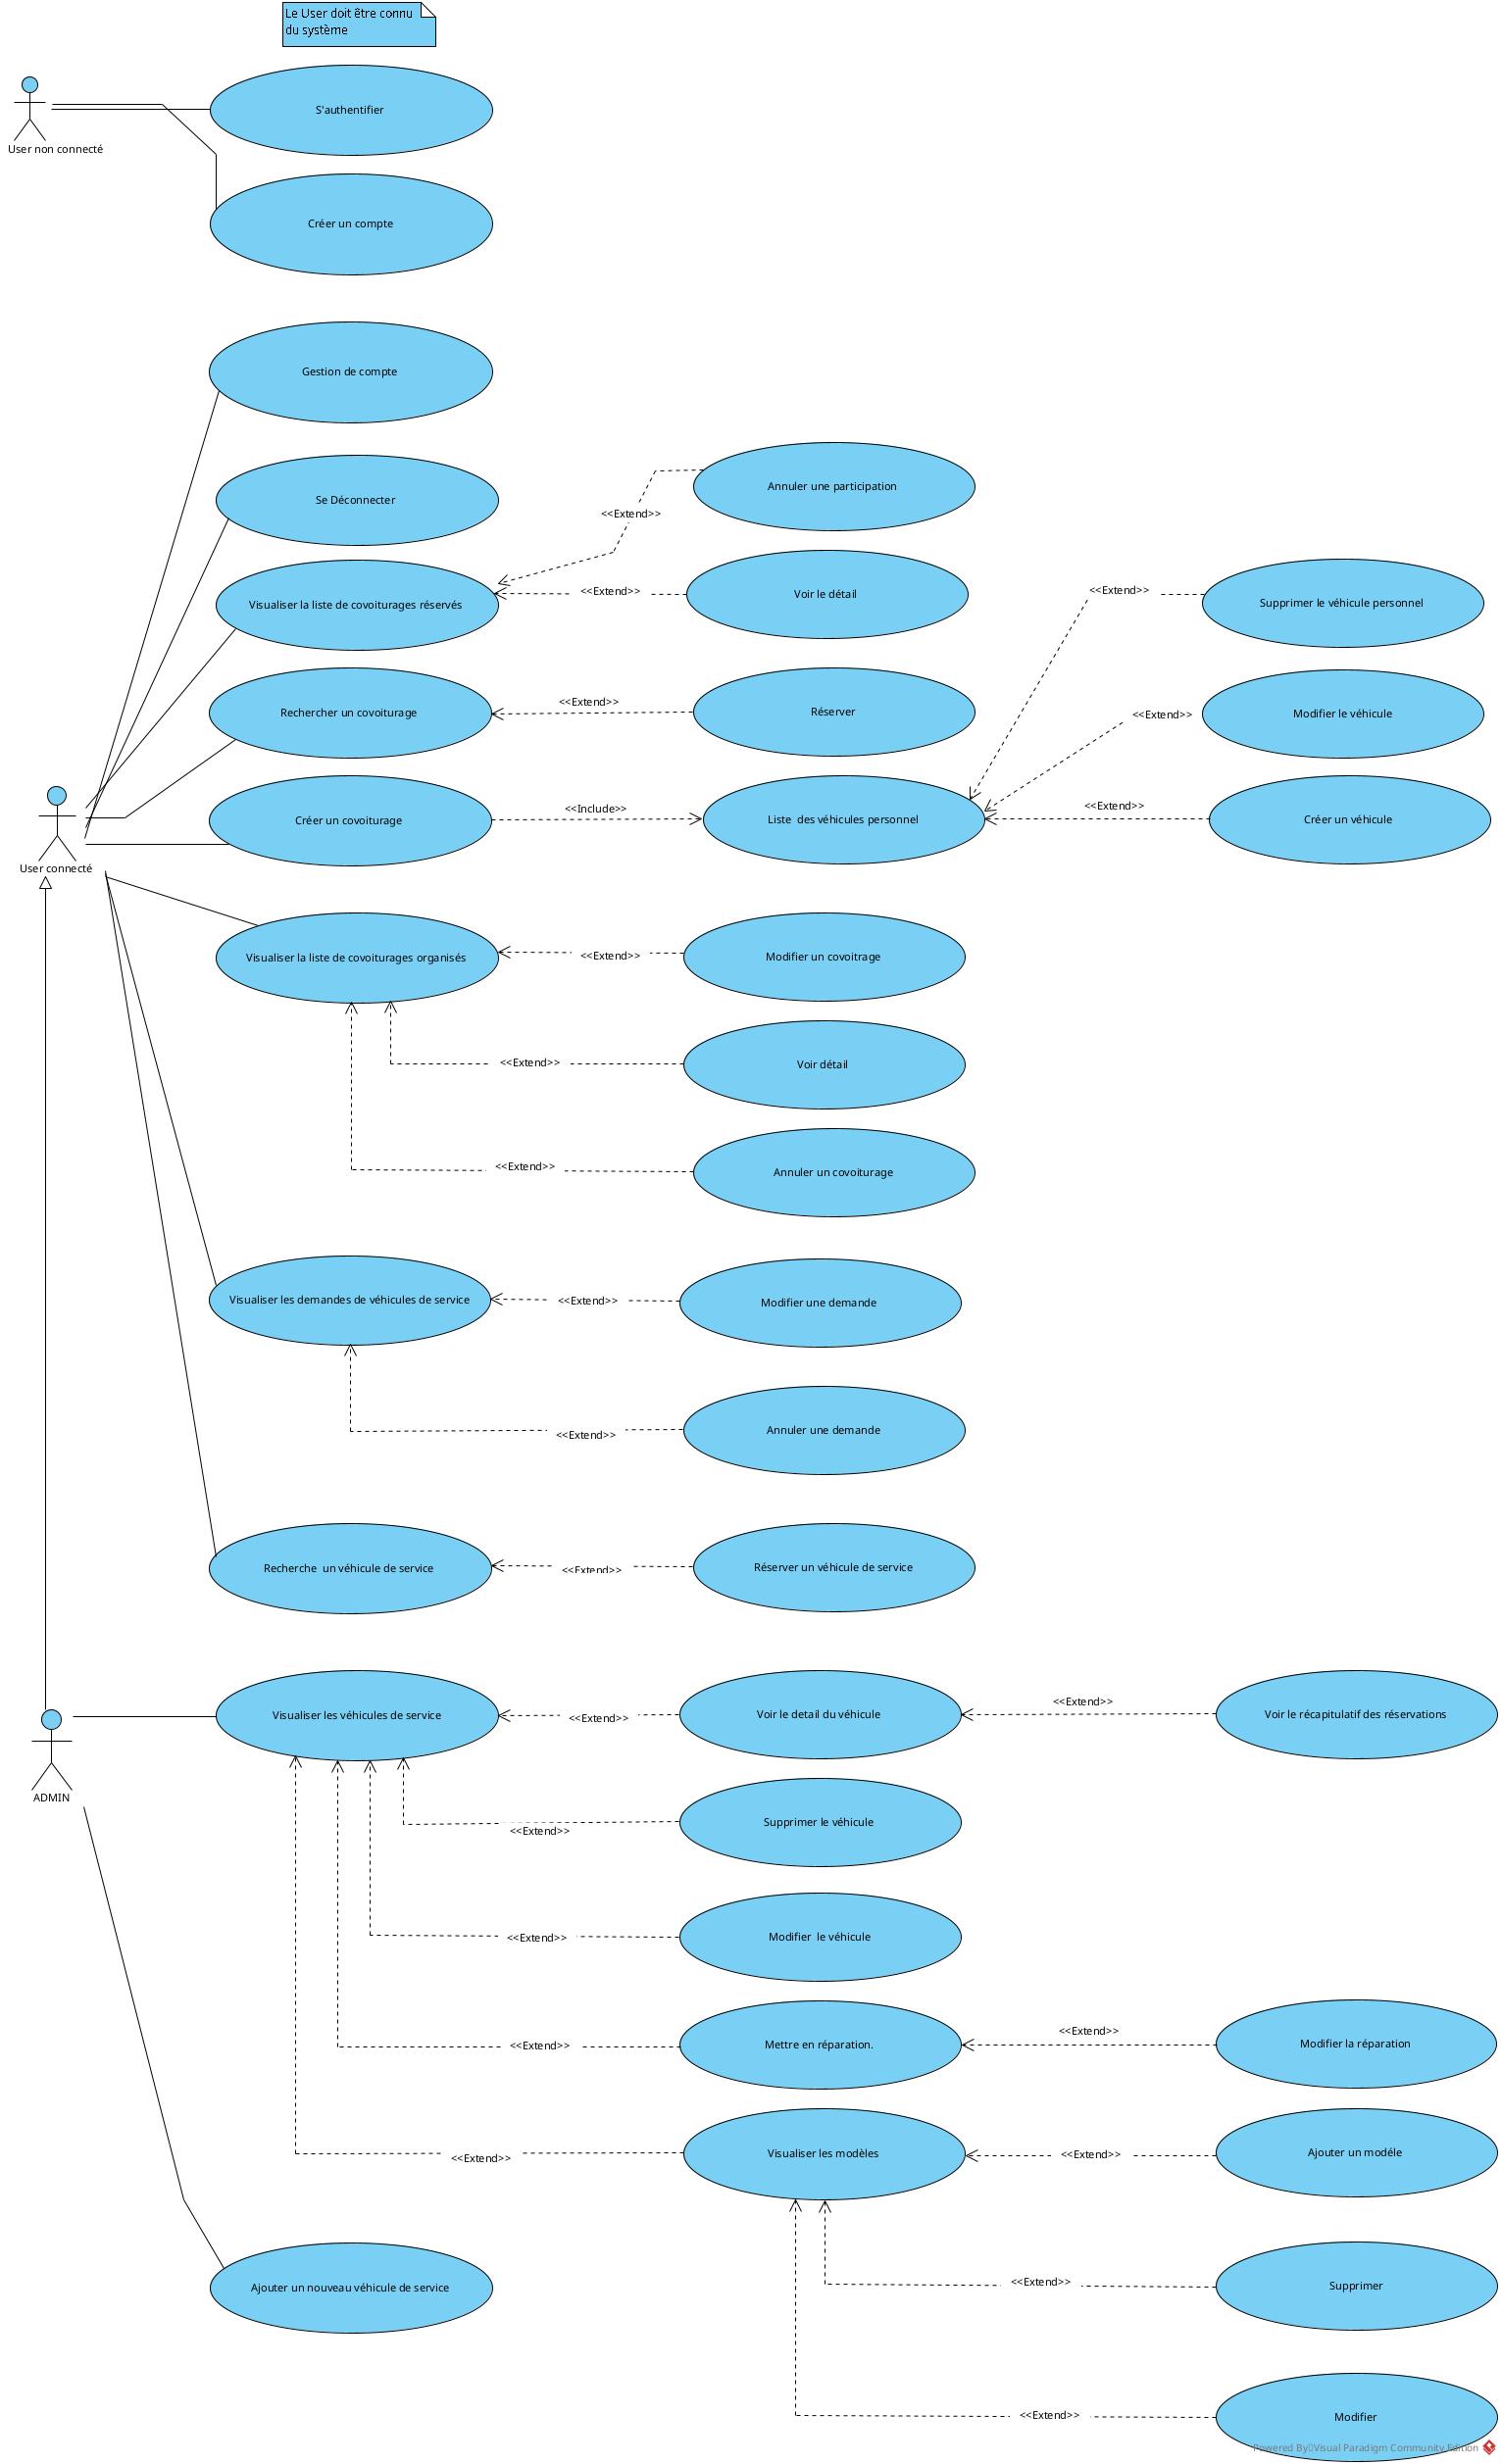 Le User doit être connu
du système
S'authentifier
User non connecté
Créer un compte
Gestion de compte
Annuler une participation
Se Déconnecter
<<Extend>>
Visualiser la liste de covoiturages réservés
<<Extend>>
Voir le détail
<<Extend>>
Supprimer le véhicule personnel
Rechercher un covoiturage
<<Extend>>
Réserver
<<Extend>>
Modifier le véhicule
Créer un covoiturage
<<Include>>
Liste  des véhicules personnel
<<Extend>>
Créer un véhicule
User connecté
Visualiser la liste de covoiturages organisés
<<Extend>>
Modifier un covoitrage
<<Extend>>
Voir détail
<<Extend>>
Annuler un covoiturage
Visualiser les demandes de véhicules de service
<<Extend>>
Modifier une demande
<<Extend>>
Annuler une demande
Recherche  un véhicule de service
<<Extend>>
Réserver un véhicule de service
Visualiser les véhicules de service
<<Extend>>
Voir le detail du véhicule
<<Extend>>
Voir le récapitulatif des réservations
ADMIN
<<Extend>>
Supprimer le véhicule
<<Extend>>
Modifier  le véhicule
<<Extend>>
Mettre en réparation.
<<Extend>>
Modifier la réparation
<<Extend>>
Visualiser les modèles
<<Extend>>
Ajouter un modéle
Ajouter un nouveau véhicule de service
<<Extend>>
Supprimer
<<Extend>>
Modifier
Powered By Visual Paradigm Community Edition